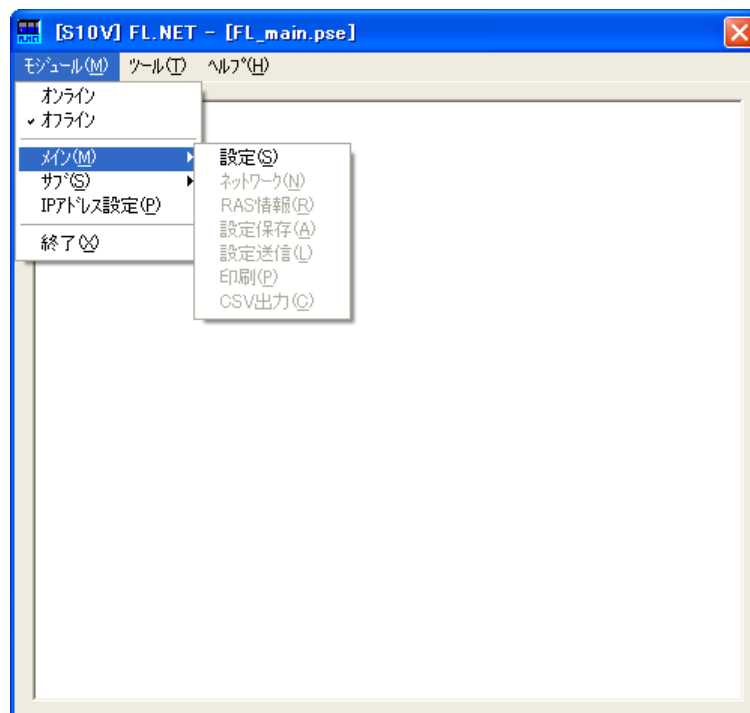 [S10V] FL.NET - [FL_main.pse]
ﾓｼﾞｭｰﾙ(M) ﾂｰﾙ(T) ﾍﾙﾌﾟ(H)
ｵﾝﾗｲﾝ
ｵﾌﾗｲﾝ
ﾒｲﾝ(M)
ｻﾌﾞ(S)
IPｱﾄﾞﾚｽ設定(P)
終了(X)
設定(S)
ﾈｯﾄﾜｰｸ(N)
RAS情報(R)
設定保存(A)
設定送信(L)
印刷(P)
CSV出力(C)